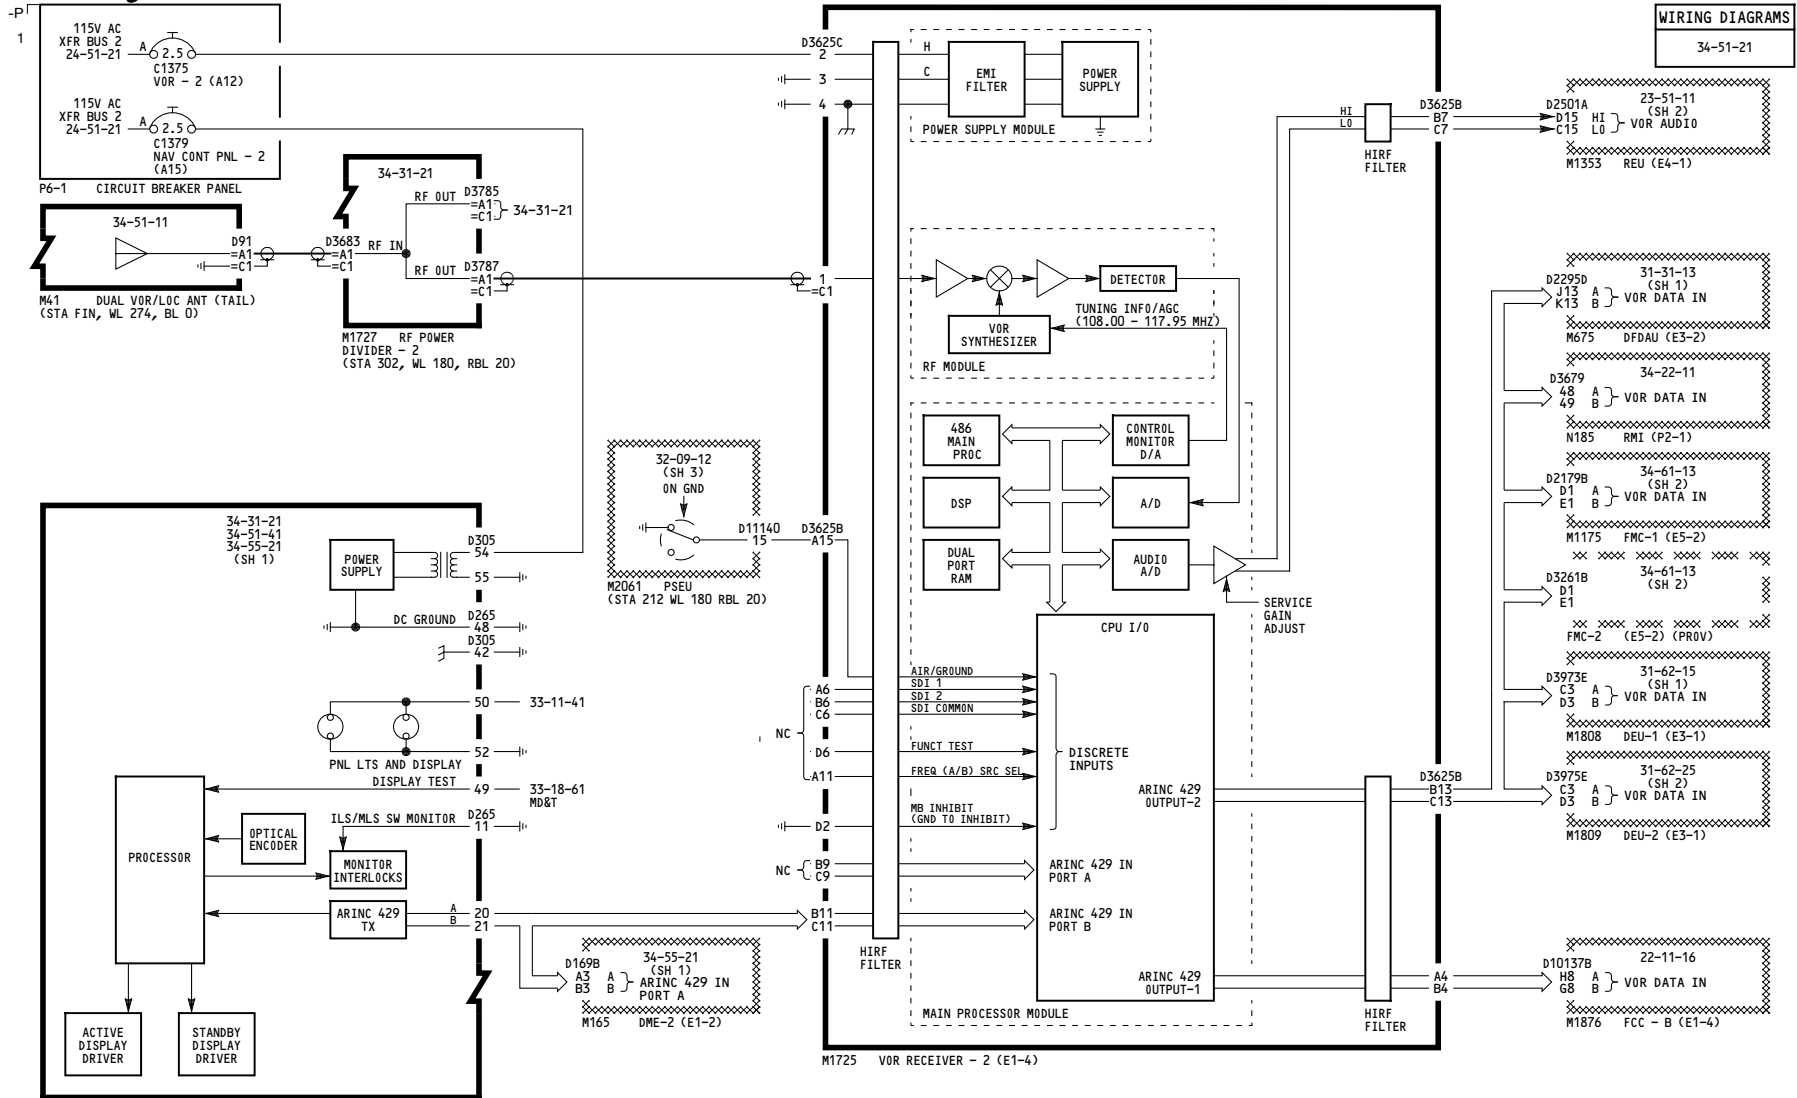 -P
1
115V AC
XFR BUS 2
24-51-21
A
2.5
C1375
VOR - 2 (A12)
115V AC
XFR BUS 2
24-51-21
A
2.5
C1379
NAV CONT PNL - 2
(A15)
P6-1 CIRCUIT BREAKER PANEL
34-51-11
D91
=A1
=C1
M41 DUAL VOR/LOC ANT (TAIL)
(STA FIN, WL 274, BL 0)
34-31-21
D3683
=A1
=C1
RF IN
RF OUT
D3785
=A1
=C1
34-31-21
RF OUT
D3787
=A1
=C1
M1727 RF POWER
DIVIDER - 2
(STA 302, WL 180, RBL 20)
34-31-21
34-51-41
34-55-21
(SH 1)
POWER
SUPPLY
D305
54
55
DC GROUND
D265
48
D305
42
50
33-11-41
52
PNL LTS AND DISPLAY
DISPLAY TEST
49
33-18-61
MD&T
ILS/MLS SW MONITOR
D265
11
PROCESSOR
OPTICAL
ENCODER
MONITOR
INTERLOCKS
ARINC 429
TX
A
B
20
21
ACTIVE
DISPLAY
DRIVER
STANDBY
DISPLAY
DRIVER
32-09-12
(SH 3)
ON GND
D11140
15
M2061 PSEU
(STA 212 WL 180 RBL 20)
D169B
A3 A
B3 B
34-55-21
(SH 1)
ARINC 429 IN
PORT A
M165 DME-2 (E1-2)
D3625C
2
3
4
1
=C1
D3625B
A15
NC
A6
B6
C6
D6
A11
D2
NC
B9
C9
B11
C11
HIRF
FILTER
H
C
EMI
FILTER
POWER
SUPPLY
POWER SUPPLY MODULE
DETECTOR
TUNING INFO/AGC
(108.00 - 117.95 MHZ)
VOR
SYNTHESIZER
RF MODULE
486
MAIN
PROC
CONTROL
MONITOR
D/A
DSP
A/D
DUAL
PORT
RAM
AUDIO
A/D
SERVICE
GAIN
ADJUST
CPU I/O
AIR/GROUND
SDI 1
SDI 2
SDI COMMON
FUNCT TEST
FREQ (A/B) SRC SEL
MB INHIBIT
(GND TO INHIBIT)
DISCRETE
INPUTS
ARINC 429
OUTPUT-2
ARINC 429 IN
PORT A
ARINC 429 IN
PORT B
ARINC 429
OUTPUT-1
MAIN PROCESSOR MODULE
M1725 VOR RECEIVER - 2 (E1-4)
HI
LO
HIRF
FILTER
D3625B
B7
C7
D3625B
B13
C13
A4
B4
HIRF
FILTER
WIRING DIAGRAMS
34-51-21
D2501A
D15 HI
C15 LO
23-51-11
(SH 2)
VOR AUDIO
M1353 REU (E4-1)
D2295D
J13 A
K13 B
31-31-13
(SH 1)
VOR DATA IN
M675 DFDAU (E3-2)
D3679
48 A
49 B
34-22-11
VOR DATA IN
N185 RMI (P2-1)
D2179B
D1 A
E1 B
34-61-13
(SH 2)
VOR DATA IN
M1175 FMC-1 (E5-2)
D3261B
D1
E1
34-61-13
(SH 2)
FMC-2 (E5-2) (PROV)
D3973E
C3 A
D3 B
31-62-15
(SH 1)
VOR DATA IN
M1808 DEU-1 (E3-1)
D3975E
C3 A
D3 B
31-62-25
(SH 2)
VOR DATA IN
M1809 DEU-2 (E3-1)
D10137B
H8 A
G8 B
22-11-16
VOR DATA IN
M1876 FCC - B (E1-4)